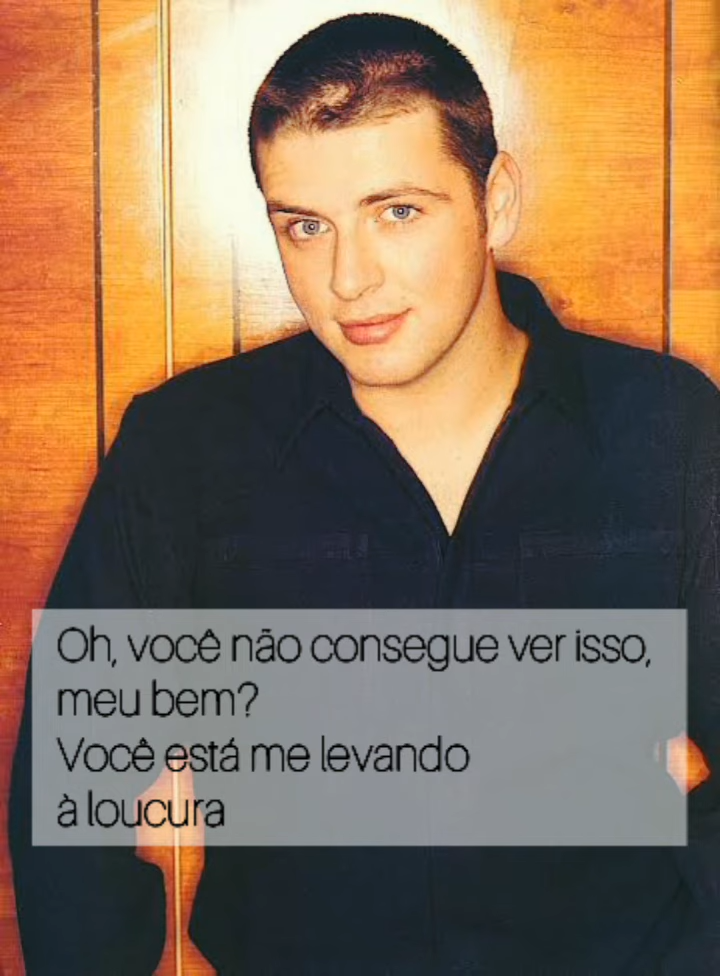 Oh, você não consegue ver isso,
meu bem?
Você está me levando
à loucura